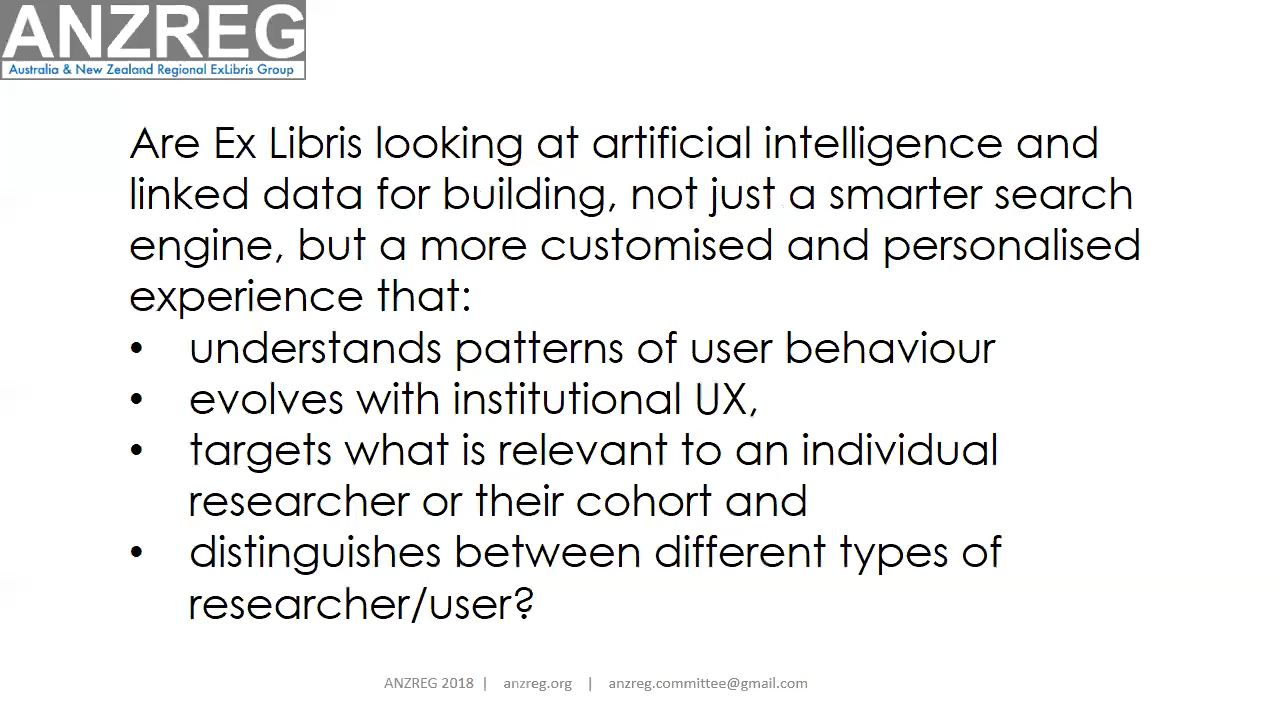 ANZREG
Australia & New Zealand Regional ExLibris Group
Are Ex Libris looking at artificial intelligence and
linked data for building, not just a smarter search
engine, but a more customised and personalised
experience that:
• understands patterns of user behaviour
• evolves with institutional UX,
• targets what is relevant to an individual
researcher or their cohort and
• distinguishes between different types of
researcher/user?
ANZREG 2018 | anzreg.org | anzreg.committee@gmail.com